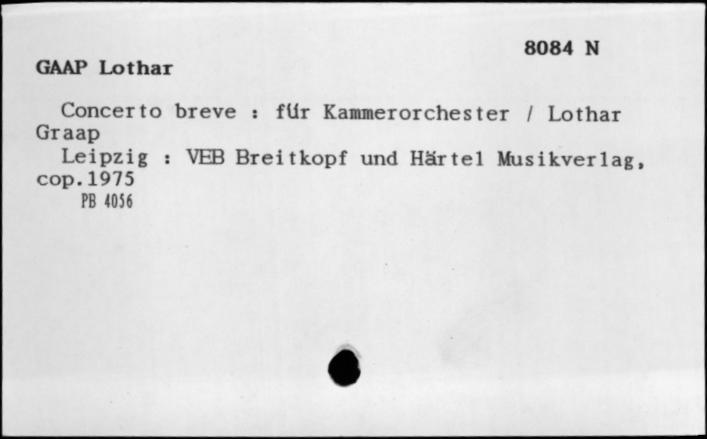 8084 N
GAAP Lothar
Concerto breve : für Kammerorchester / Lothar
Graap
Leipzig : VEB Breitkopf und Härtel Musikverlag,
cop.1975
PB 4056